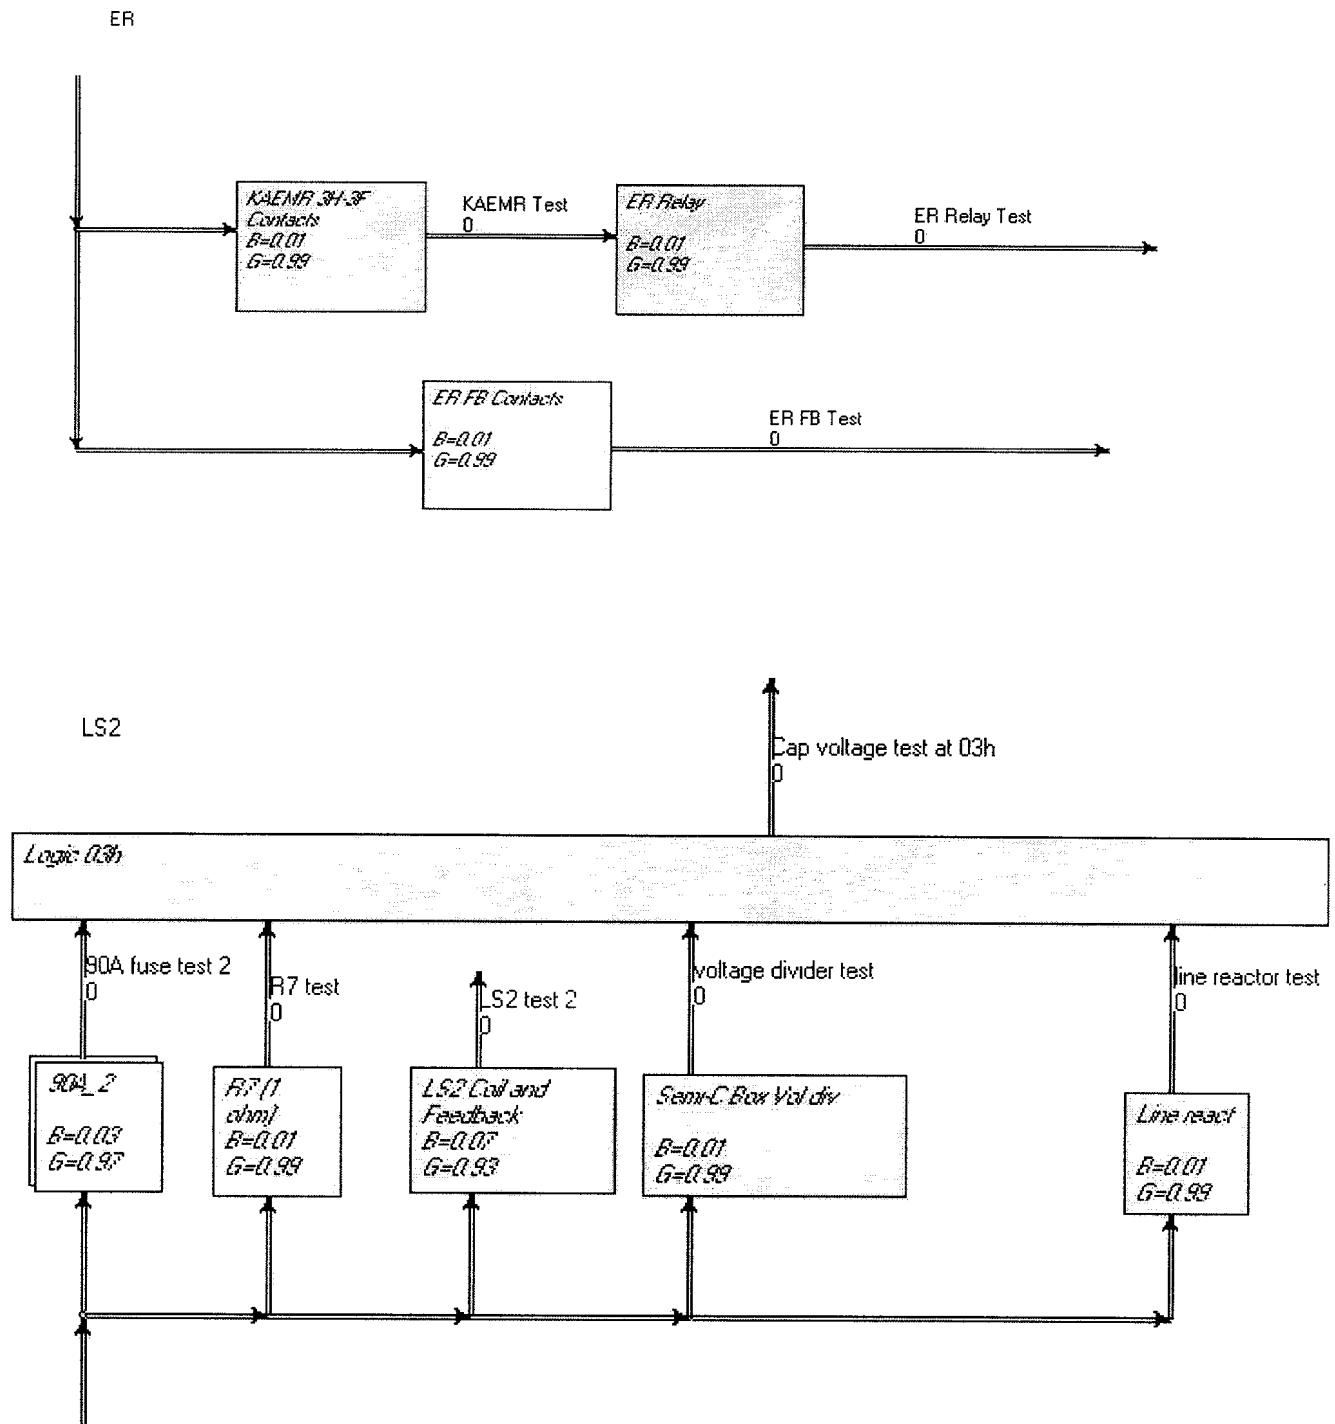 ER
KAEMR 3H-3F
Contacts
B=0.01
G=0.99
KAEMR Test
0
ER Relay
B=0.01
G=0.99
ER Relay Test
0
ER FB Contacts
B=0.01
G=0.99
ER FB Test
0
LS2
Cap voltage test at 03h
0
Logic 03h
90A fuse test 2
0
R7 test
0
LS2 test 2
0
voltage divider test
0
line reactor test
0
90A_2
B=0.03
G=0.97
R7 (1
ohm)
B=0.01
G=0.99
LS2 Coil and
Feedback
B=0.07
G=0.93
Semi-C Box Vol div
B=0.01
G=0.99
Line react
B=0.01
G=0.99